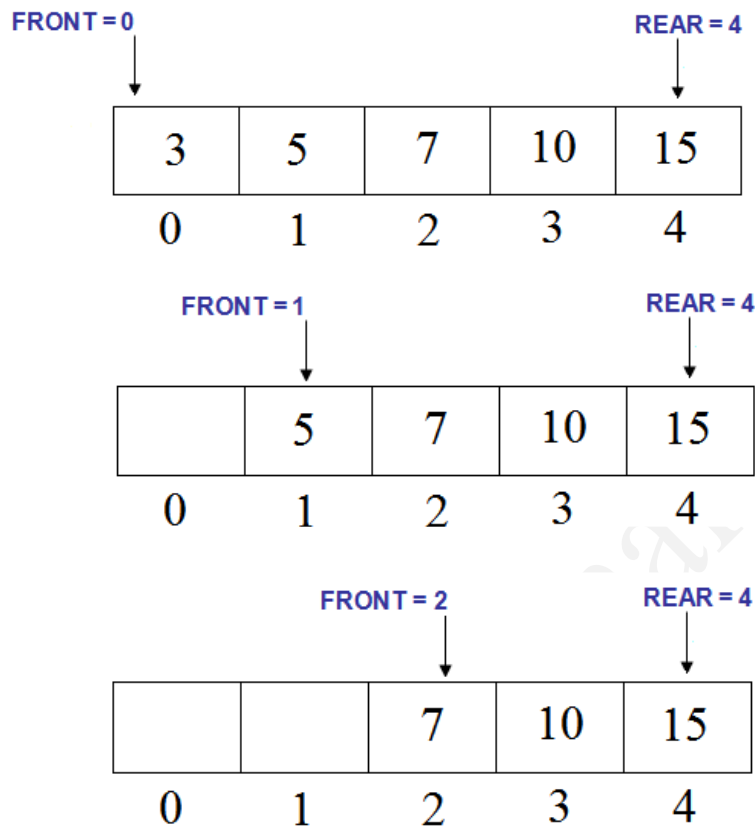 FRONT = 0 REAR = 4
3 5 7 10 15
0 1 2 3 4
FRONT = 1 REAR = 4
5 7 10 15
0 1 2 3 4
FRONT = 2 REAR = 4
7 10 15
0 1 2 3 4